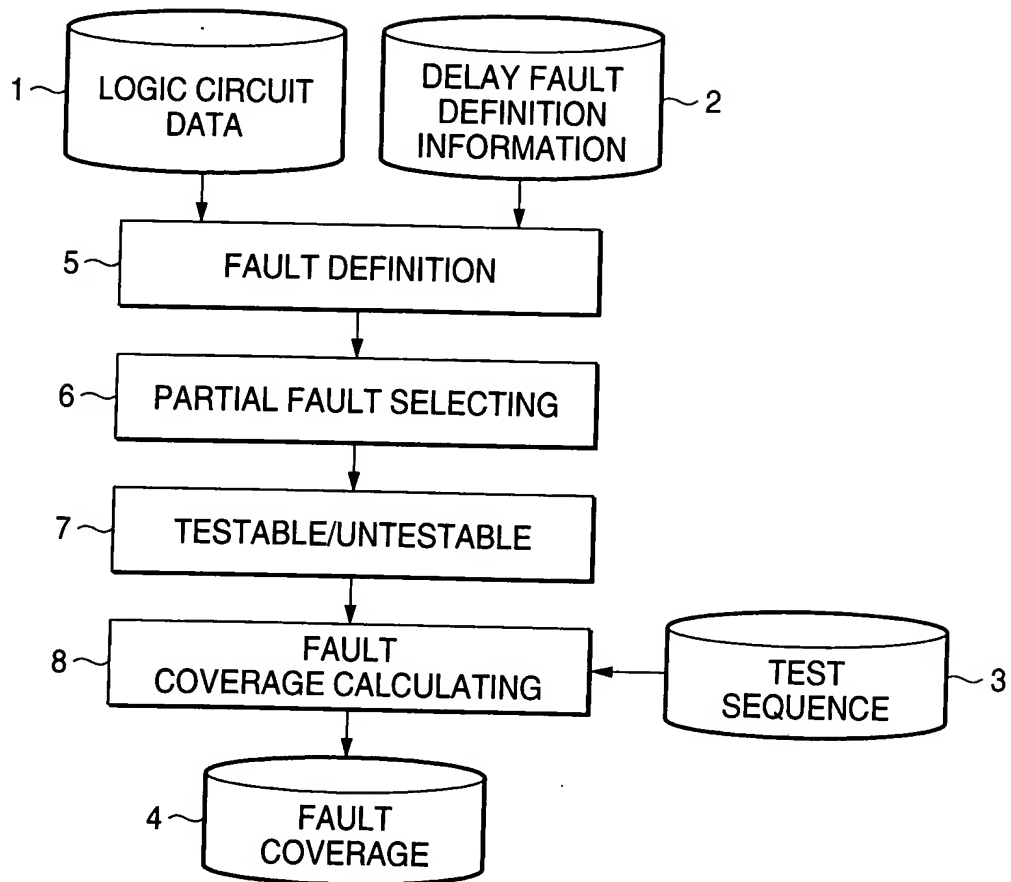 1
LOGIC CIRCUIT
DATA
DELAY FAULT
DEFINITION
INFORMATION
2
5
FAULT DEFINITION
6
PARTIAL FAULT SELECTING
7
TESTABLE/UNTESTABLE
8
FAULT
COVERAGE CALCULATING
TEST
SEQUENCE
3
4
FAULT
COVERAGE